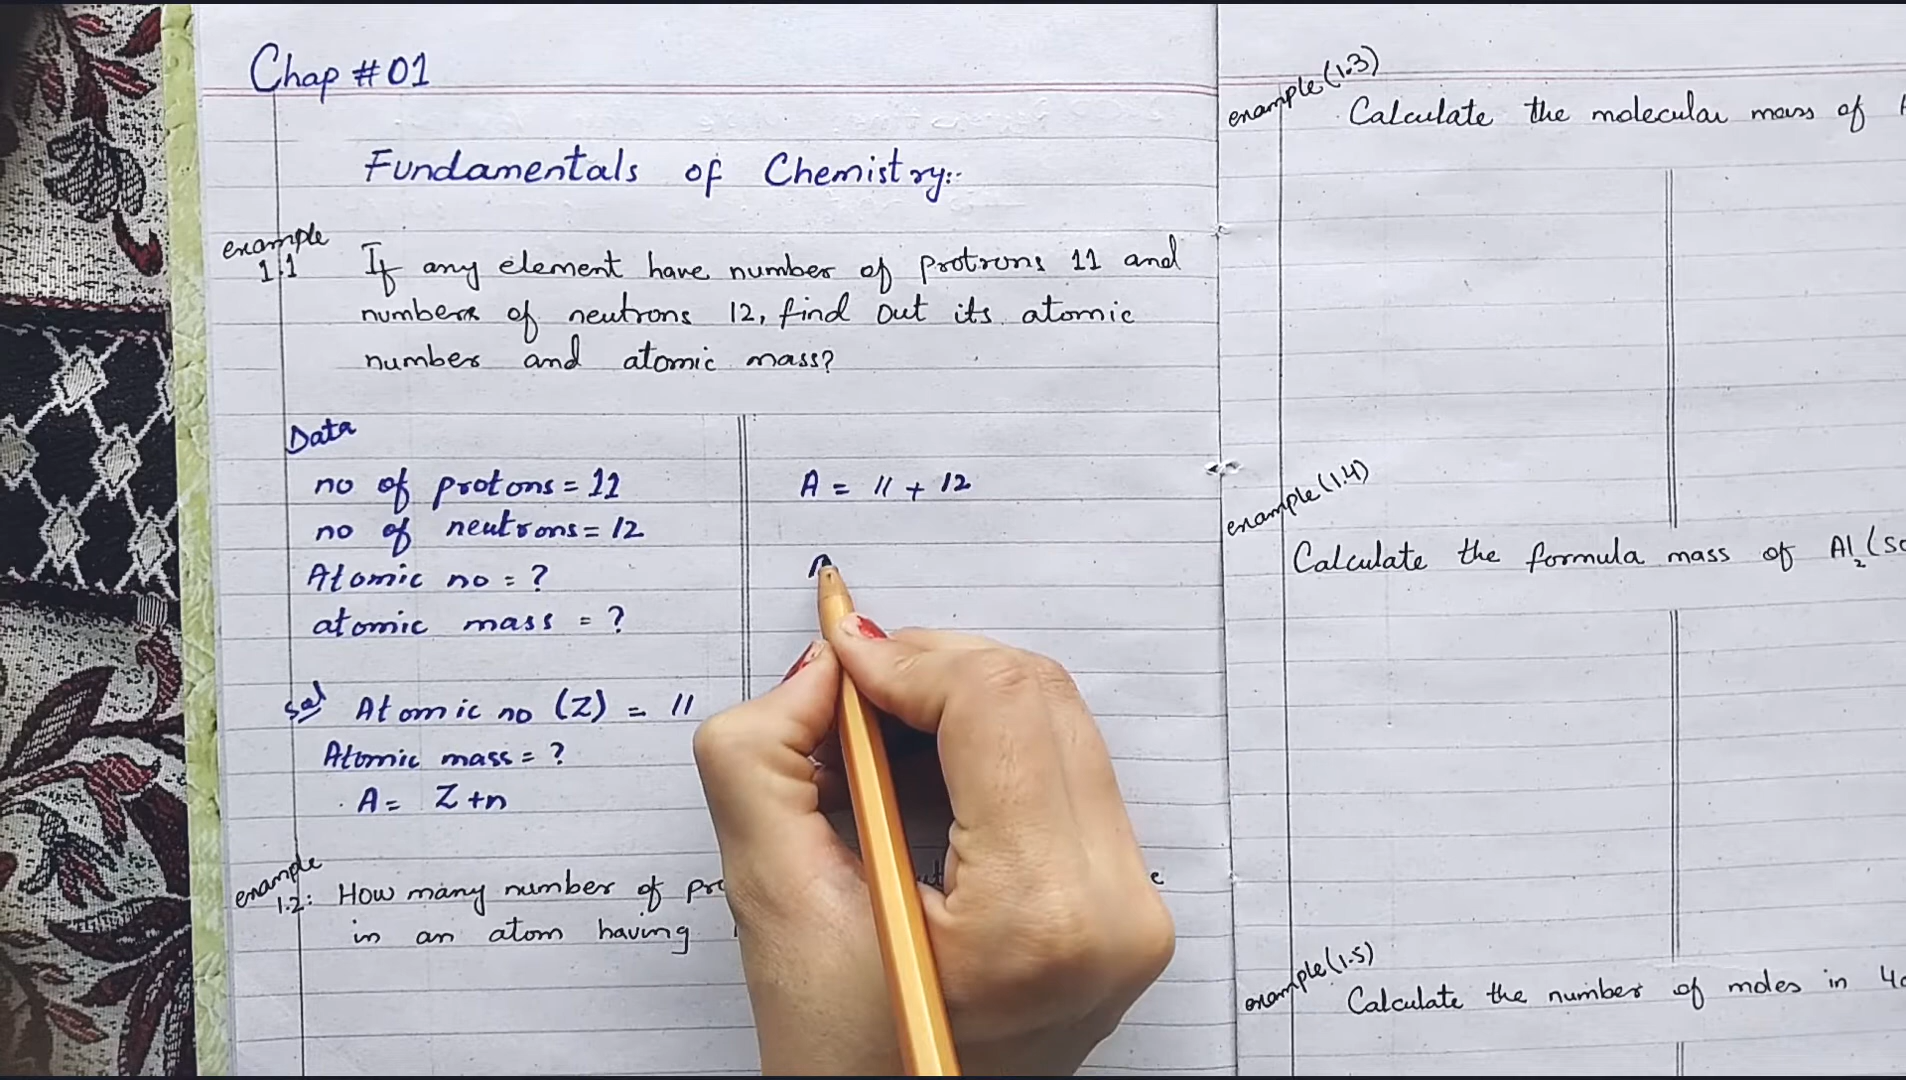 Chap #01
Fundamentals of Chemistry:-
example
1.1
If any element have number of protrons 11 and
numbers of neutrons 12, find out its atomic
number and atomic mass?
Data
no of protons = 11
no of neutrons = 12
Atomic no = ?
atomic mass = ?
Sol Atomic no (Z) = 11
Atomic mass = ?
A = Z+n
A = 11 + 12
example
1.2: How many number of
in an atom having
example (1.3)
Calculate the molecular mass of
example (1.4)
Calculate the formula mass of Al2(
example (1.5)
Calculate the number of moles in